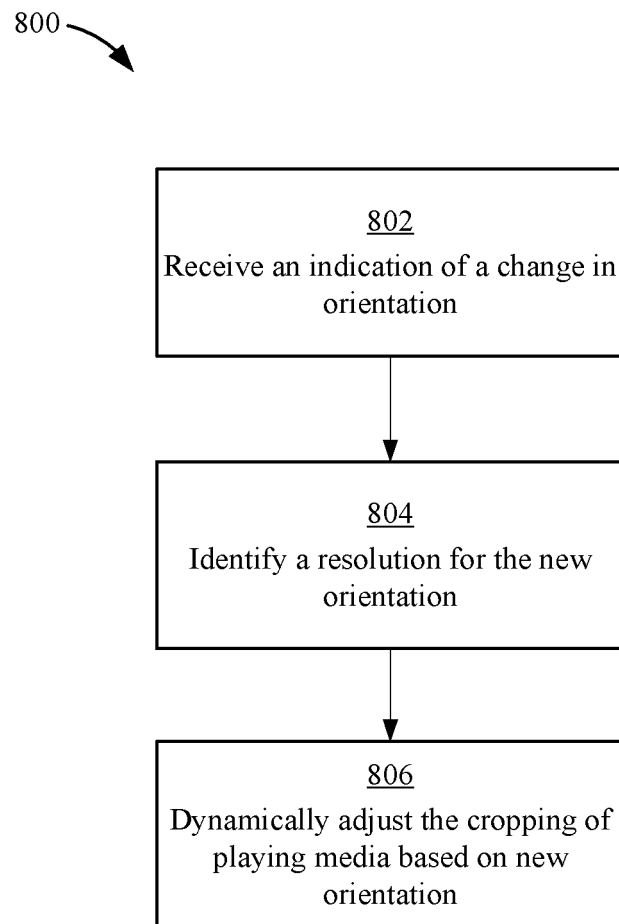 800
802
Receive an indication of a change in
orientation
804
Identify a resolution for the new
orientation
806
Dynamically adjust the cropping of
playing media based on new
orientation